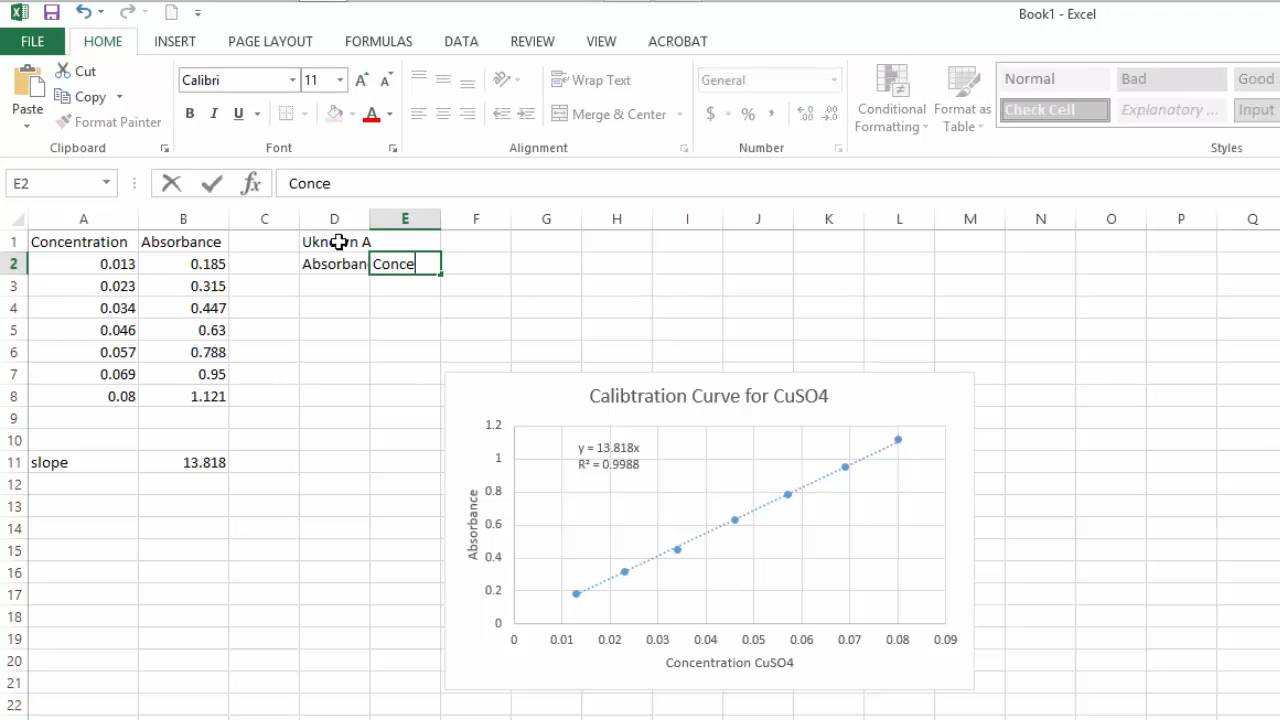 Book1 - Excel
FILE HOME INSERT PAGE LAYOUT FORMULAS DATA REVIEW VIEW ACROBAT
Paste
Cut
Copy
Format Painter
Clipboard
Calibri 11
B I U
Font
Wrap Text
Merge & Center
Alignment
General
$ % ,
Number
Conditional Formatting
Format as Table
Normal Bad Good
Check Cell Explanatory ... Input
Styles
E2 fx Conce
A B C D E F G H I J K L M N O P Q
1 Concentration Absorbance A
2 0.013 0.185 Absorban Conce
3 0.023 0.315
4 0.034 0.447
5 0.046 0.63
6 0.057 0.788
7 0.069 0.95
8 0.08 1.121
9
10
11 slope 13.818
12
13
14
15
16
17
18
19
20
21
22
Calibtration Curve for CuSO4
y = 13.818x
R² = 0.9988
Absorbance
1.2
1
0.8
0.6
0.4
0.2
0
0 0.01 0.02 0.03 0.04 0.05 0.06 0.07 0.08 0.09
Concentration CuSO4